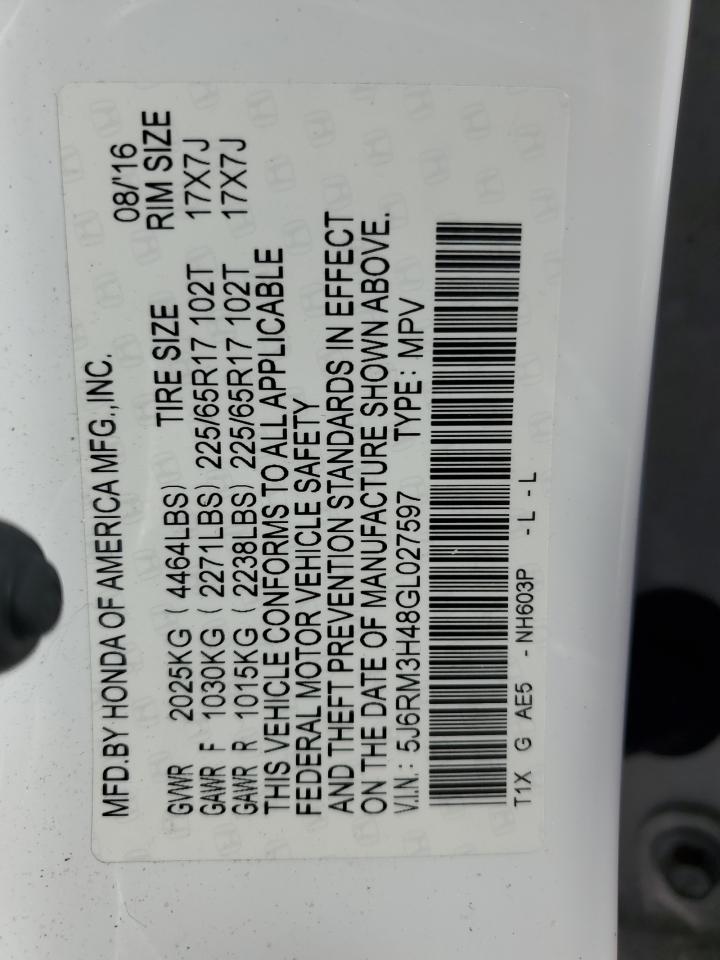 MFD.BY HONDA OF AMERICA MFG.,INC. 08/'16
GVWR 2025KG ( 4464LBS) TIRE SIZE RIM SIZE
GAWR F 1030KG ( 2271LBS) 225/65R17 102T 17X7J
GAWR R 1015KG ( 2238LBS) 225/65R17 102T 17X7J
THIS VEHICLE CONFORMS TO ALL APPLICABLE
FEDERAL MOTOR VEHICLE SAFETY
AND THEFT PREVENTION STANDARDS IN EFFECT
ON THE DATE OF MANUFACTURE SHOWN ABOVE.
V.I.N.: 5J6RM3H48GL027597 TYPE: MPV
T1X G AE5 -NH603P -L -L